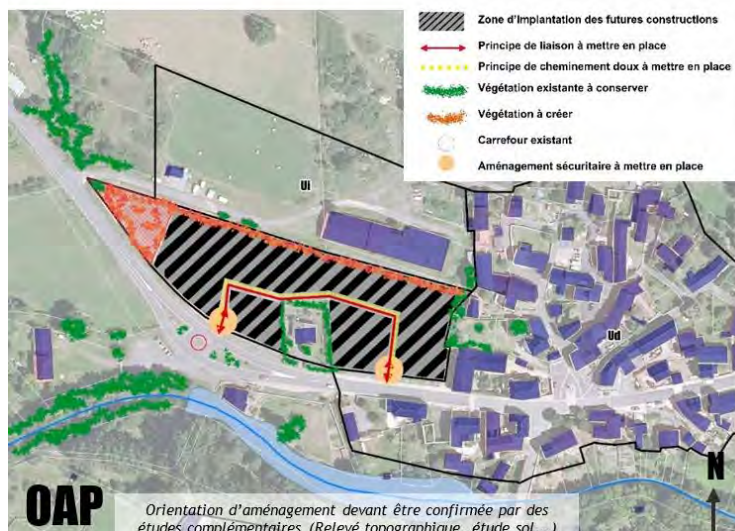 Zone d'Implantation des futures constructions
Principe de liaison à mettre en place
Principe de cheminement doux à mettre en place
Végétation existante à conserver
Végétation à créer
Carrefour existant
Aménagement sécuritaire à mettre en place
Ui
Ud
N
OAP
Orientation d'aménagement devant être confirmée par des
études complémentaires (Relevé topographique, étude sol...)